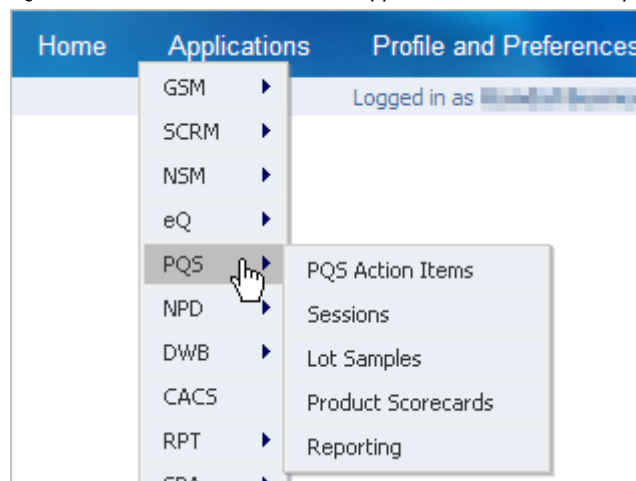 Home Applications Profile and Preferences
Logged in as
GSM
SCRM
NSM
eQ
PQS
NPD
DWB
CACS
RPT
PQS Action Items
Sessions
Lot Samples
Product Scorecards
Reporting